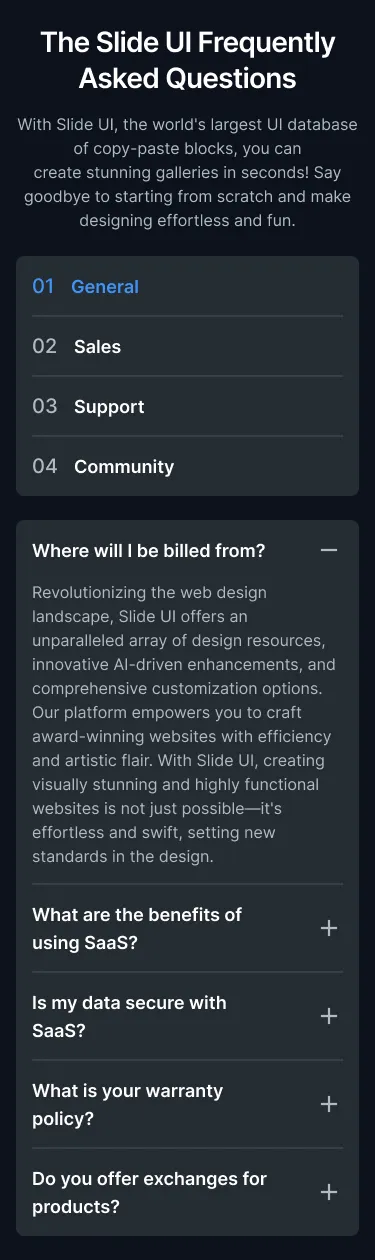 The Slide UI Frequently
Asked Questions
With Slide UI, the world's largest UI database
of copy-paste blocks, you can
create stunning galleries in seconds! Say
goodbye to starting from scratch and make
designing effortless and fun.
01 General
02 Sales
03 Support
04 Community
Where will I be billed from?
Revolutionizing the web design
landscape, Slide UI offers an
unparalleled array of design resources,
innovative AI-driven enhancements, and
comprehensive customization options.
Our platform empowers you to craft
award-winning websites with efficiency
and artistic flair. With Slide UI, creating
visually stunning and highly functional
websites is not just possible—it's
effortless and swift, setting new
standards in the design.
What are the benefits of
using SaaS?
Is my data secure with
SaaS?
What is your warranty
policy?
Do you offer exchanges for
products?